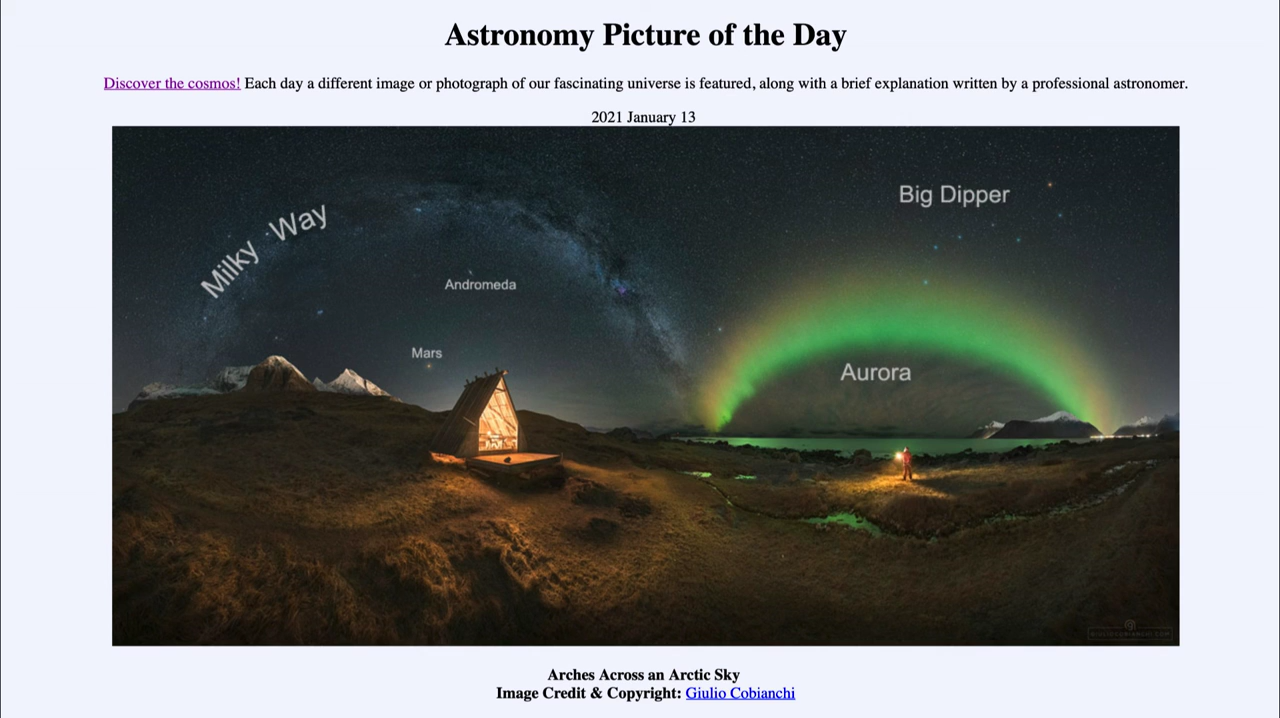 Astronomy Picture of the Day
Discover the cosmos! Each day a different image or photograph of our fascinating universe is featured, along with a brief explanation written by a professional astronomer.
2021 January 13
Milky Way
Big Dipper
Andromeda
Mars
Aurora
GIULIOCOBIANCHI.COM
Arches Across an Arctic Sky
Image Credit & Copyright: Giulio Cobianchi